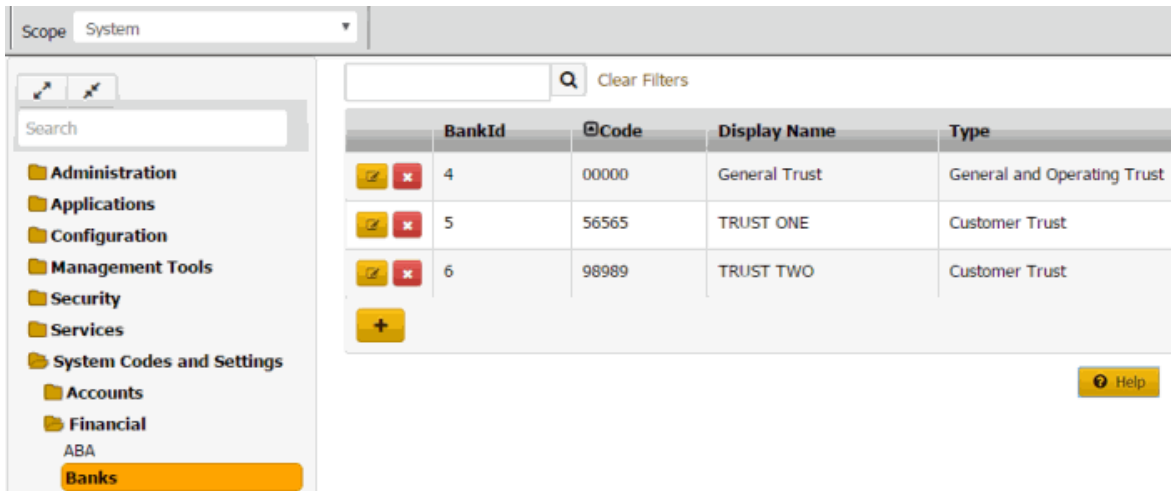 Scope System
Clear Filters
Search
BankId Code Display Name Type
4 00000 General Trust General and Operating Trust
5 56565 TRUST ONE Customer Trust
6 98989 TRUST TWO Customer Trust
Help
Administration
Applications
Configuration
Management Tools
Security
Services
System Codes and Settings
Accounts
Financial
ABA
Banks